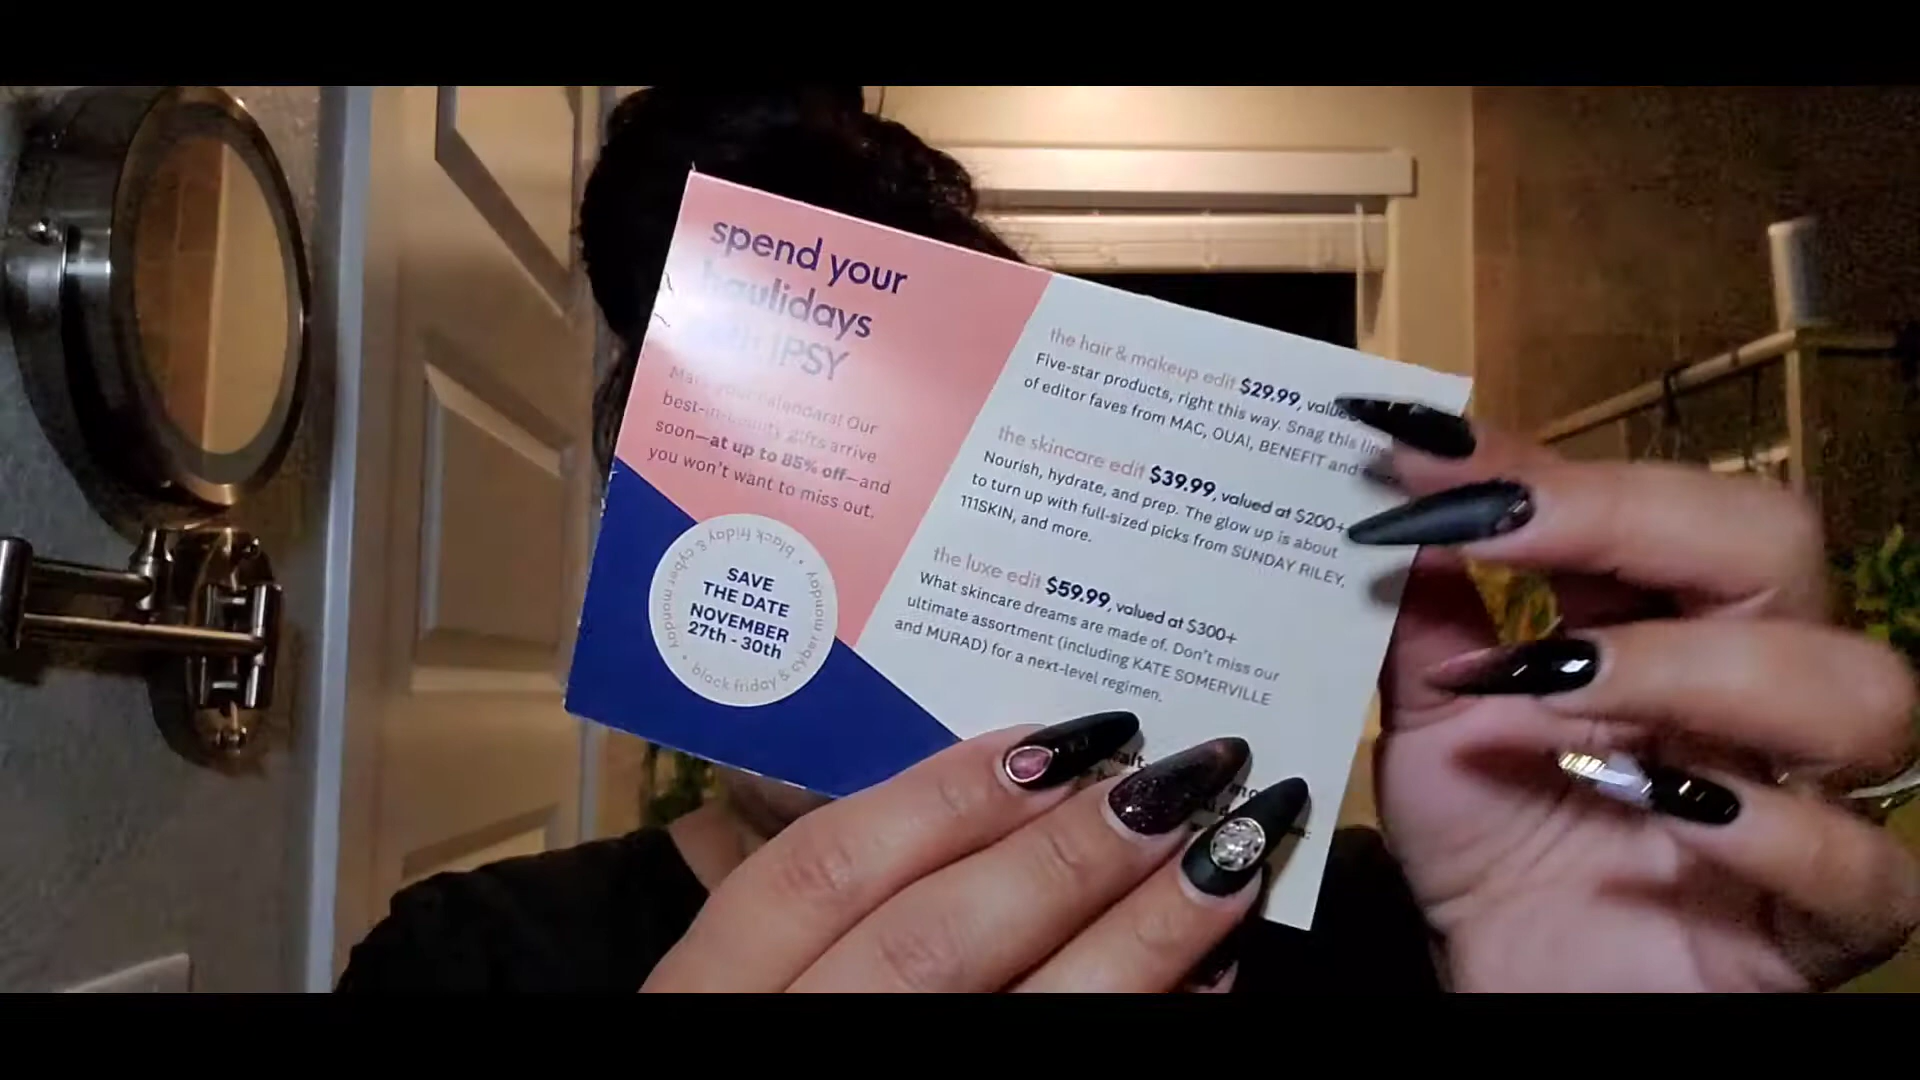 spend your
haulidays
with IPSY
Mark your calendars! Our
best-in-beauty gifts arrive
soon—at up to 85% off—and
you won't want to miss out.
black friday & cyber monday • black friday & cyber monday •
SAVE
THE DATE
NOVEMBER
27th - 30th
the hair & makeup edit $29.99, valued
Five-star products, right this way. Snag this
of editor faves from MAC, OUAI, BENEFIT and
the skincare edit $39.99, valued at $200+
Nourish, hydrate, and prep. The glow up is about
to turn up with full-sized picks from SUNDAY RILEY,
111SKIN, and more.
the luxe edit $59.99, valued at $300+
What skincare dreams are made of. Don't miss our
ultimate assortment (including KATE SOMERVILLE
and MURAD) for a next-level regimen.